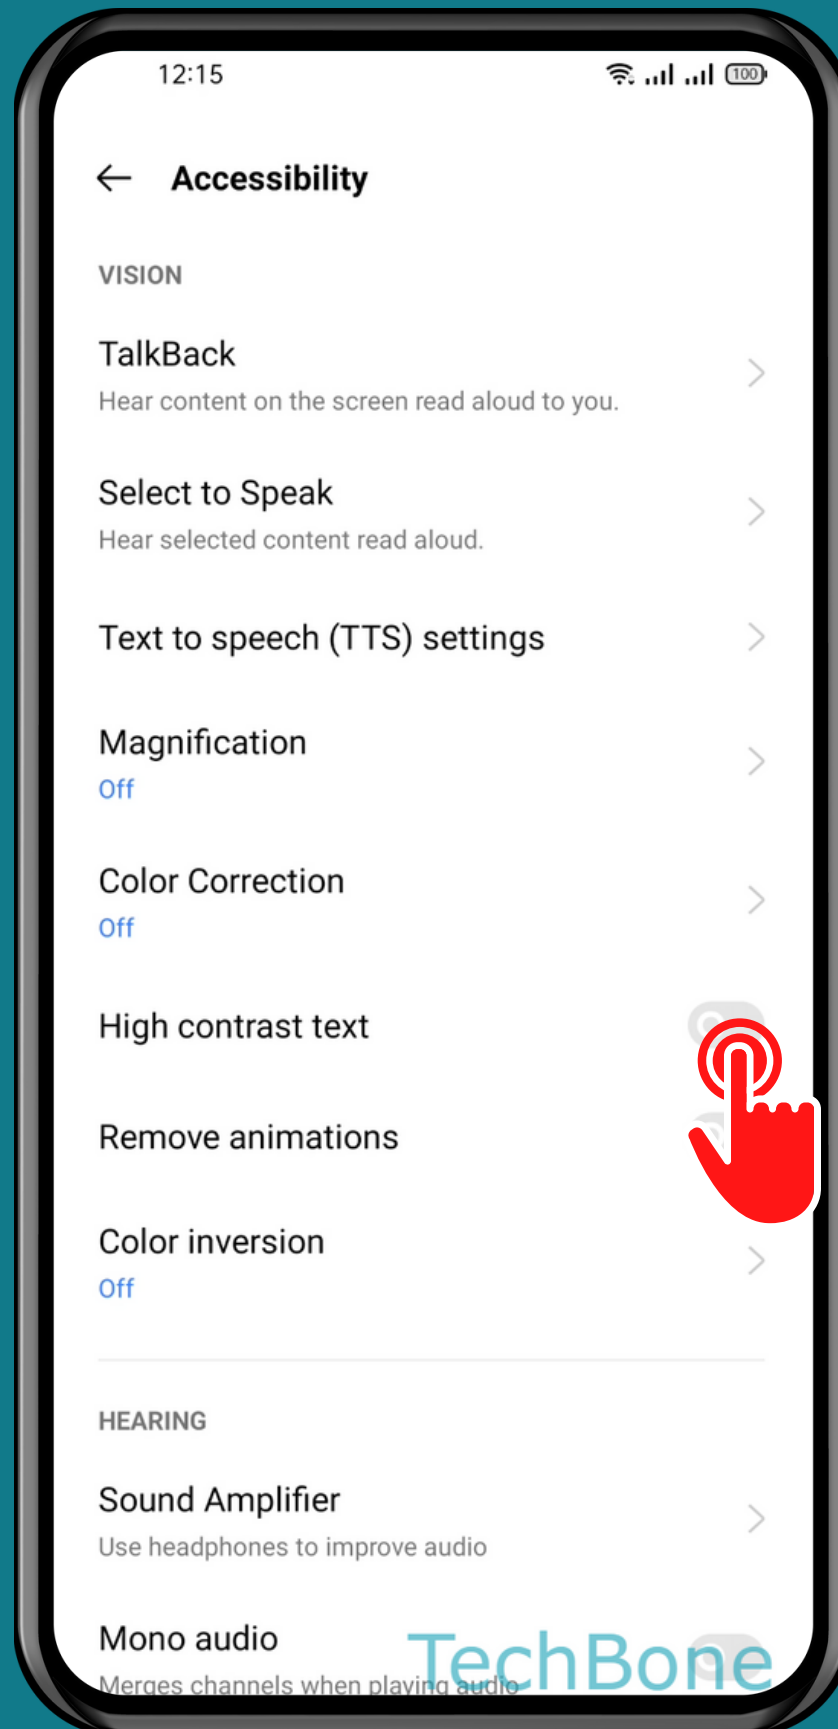 12:15
100
Accessibility
VISION
TalkBack
Hear content on the screen read aloud to you.
Select to Speak
Hear selected content read aloud.
Text to speech (TTS) settings
Magnification
Off
Color Correction
Off
High contrast text
Remove animations
Color inversion
Off
HEARING
Sound Amplifier
Use headphones to improve audio
Mono audio
Merges channels when playing audio
TechBone